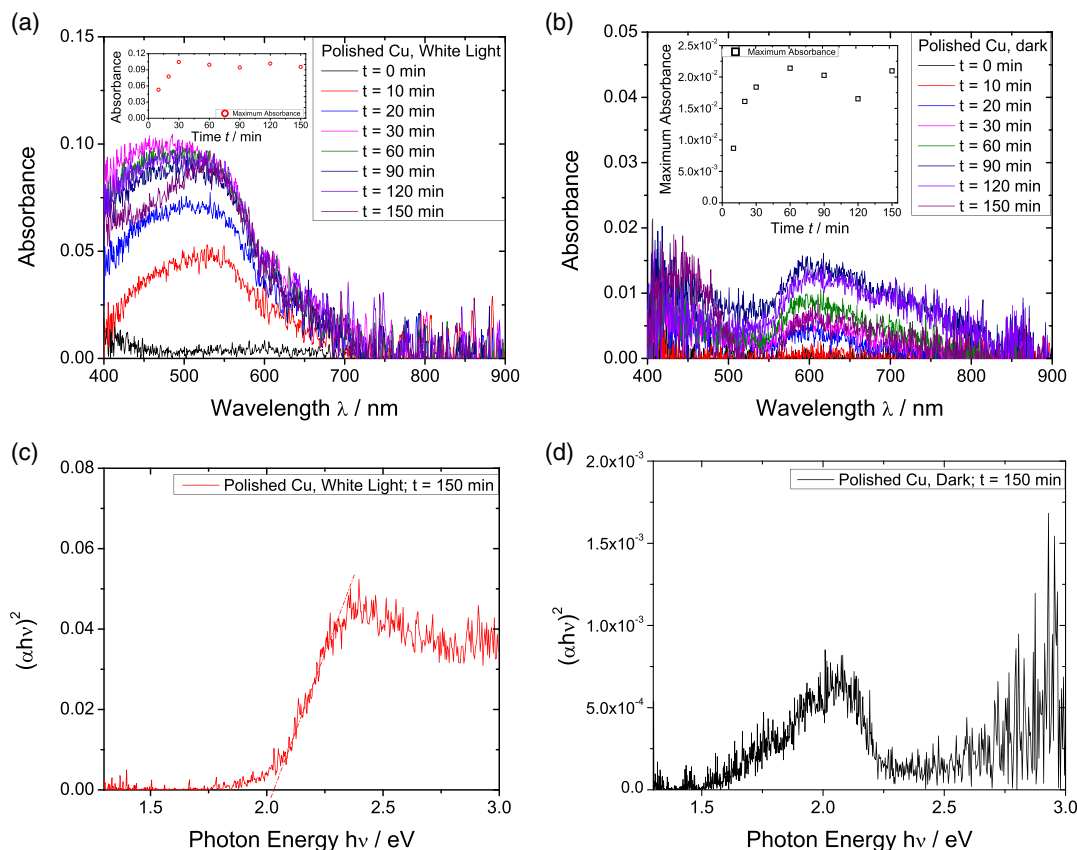 (a)
0.15
0.10
0.05
0.00
Absorbance
400 500 600 700 800 900
Wavelength λ / nm
Polished Cu, White Light
t = 0 min
t = 10 min
t = 20 min
t = 30 min
t = 60 min
t = 90 min
t = 120 min
t = 150 min
0.12
0.09
0.06
0.03
0.00
Absorbance
Maximum Absorbance
0 30 60 90 120 150
Time t / min
(b)
0.05
0.04
0.03
0.02
0.01
0.00
Absorbance
400 500 600 700 800 900
Wavelength λ / nm
Polished Cu, dark
t = 0 min
t = 10 min
t = 20 min
t = 30 min
t = 60 min
t = 90 min
t = 120 min
t = 150 min
2.5x10⁻²
2.0x10⁻²
1.5x10⁻²
1.0x10⁻²
5.0x10⁻³
0.0
Maximum Absorbance
Maximum Absorbance
0 30 60 90 120 150
Time t / min
(c)
0.08
0.06
0.04
0.02
0.00
(αhν)²
Polished Cu, White Light; t = 150 min
1.5 2.0 2.5 3.0
Photon Energy hν / eV
(d)
2.0x10⁻³
1.5x10⁻³
1.0x10⁻³
5.0x10⁻⁴
0.0
(αhν)²
Polished Cu, Dark; t = 150 min
1.5 2.0 2.5 3.0
Photon Energy hν / eV